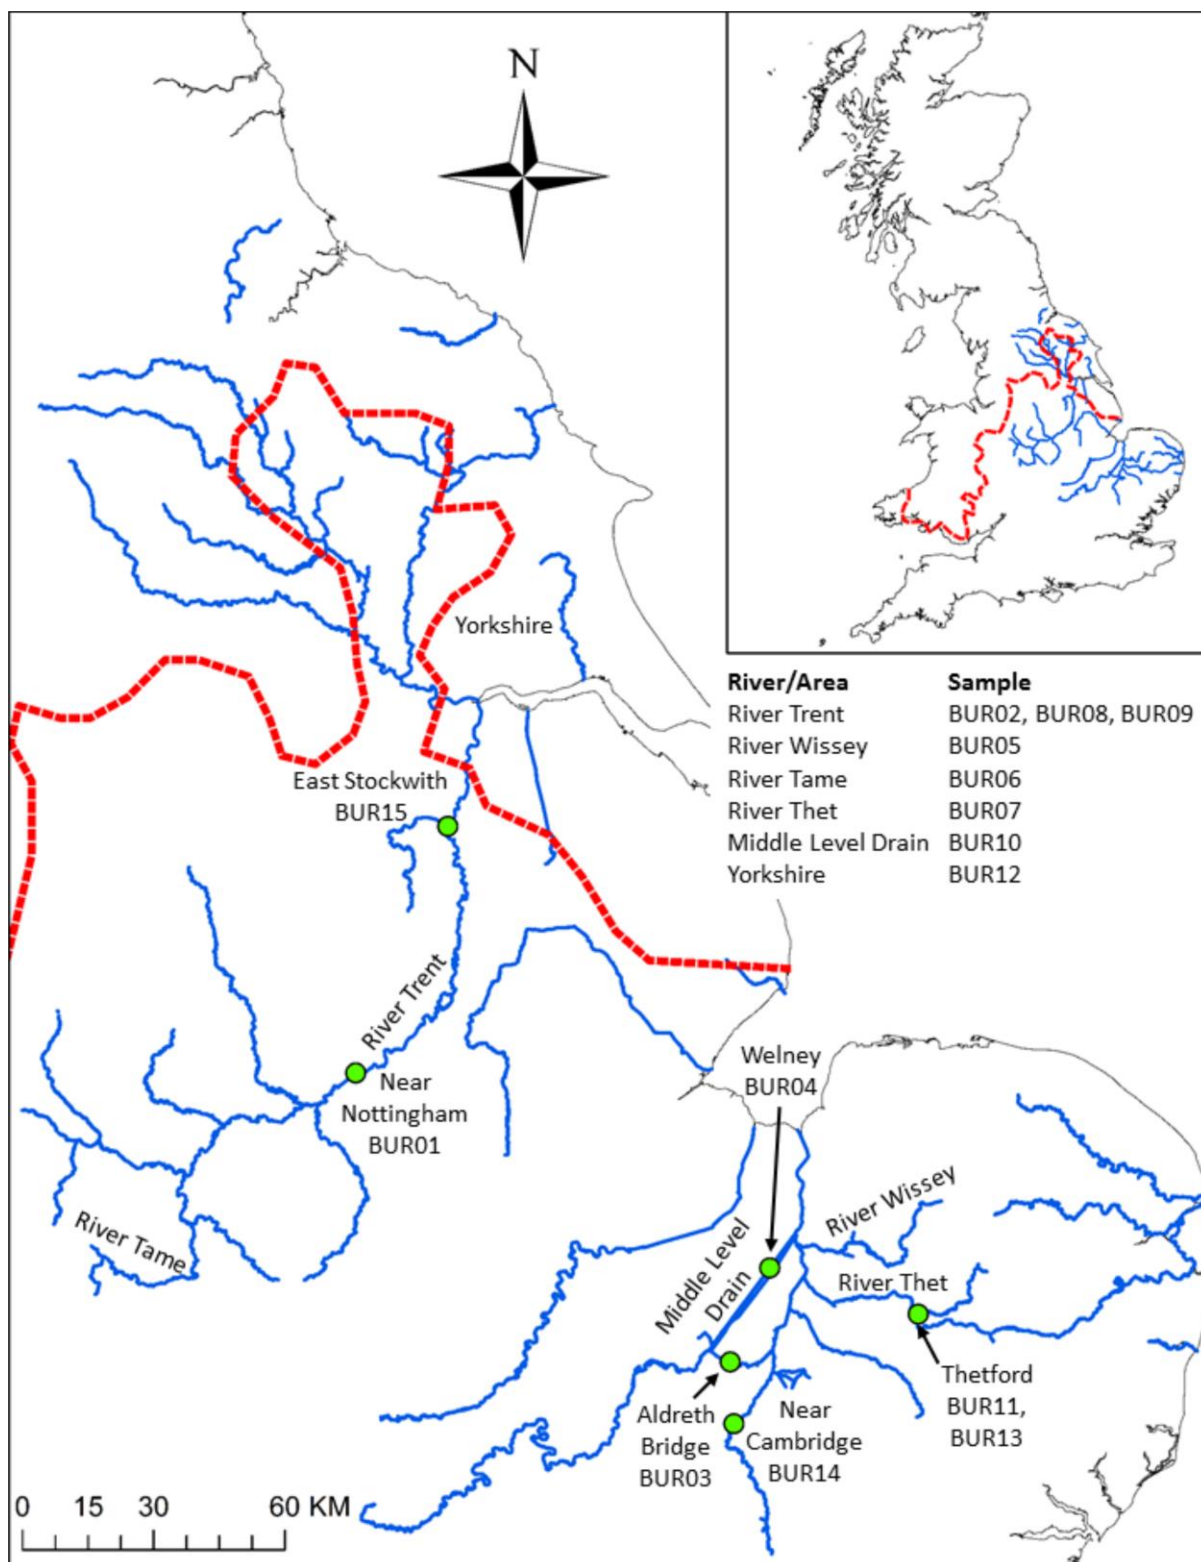 N
Yorkshire
River/Area Sample
River Trent BUR02, BUR08, BUR09
River Wissey BUR05
River Tame BUR06
River Thet BUR07
Middle Level Drain BUR10
Yorkshire BUR12
East Stockwith
BUR15
River Trent
Near
Nottingham
BUR01
River Tame
Welney
BUR04
River Wissey
Middle Level
Drain
River Thet
Thetford
BUR11,
BUR13
Aldreth
Bridge
BUR03
Near
Cambridge
BUR14
0 15 30 60 KM